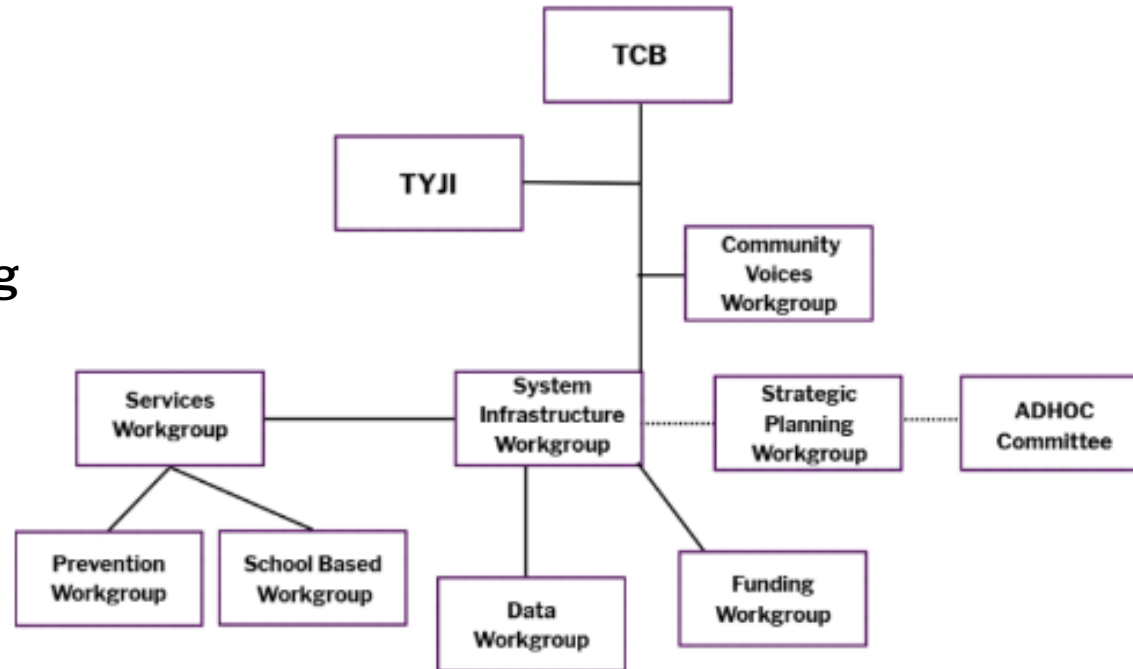 TCB
TYJI
Community
Voices
Workgroup
g
Services
Workgroup
System
Infrastructure
Workgroup
Strategic
Planning
Workgroup
ADHOC
Committee
Prevention
Workgroup
School Based
Workgroup
Data
Workgroup
Funding
Workgroup